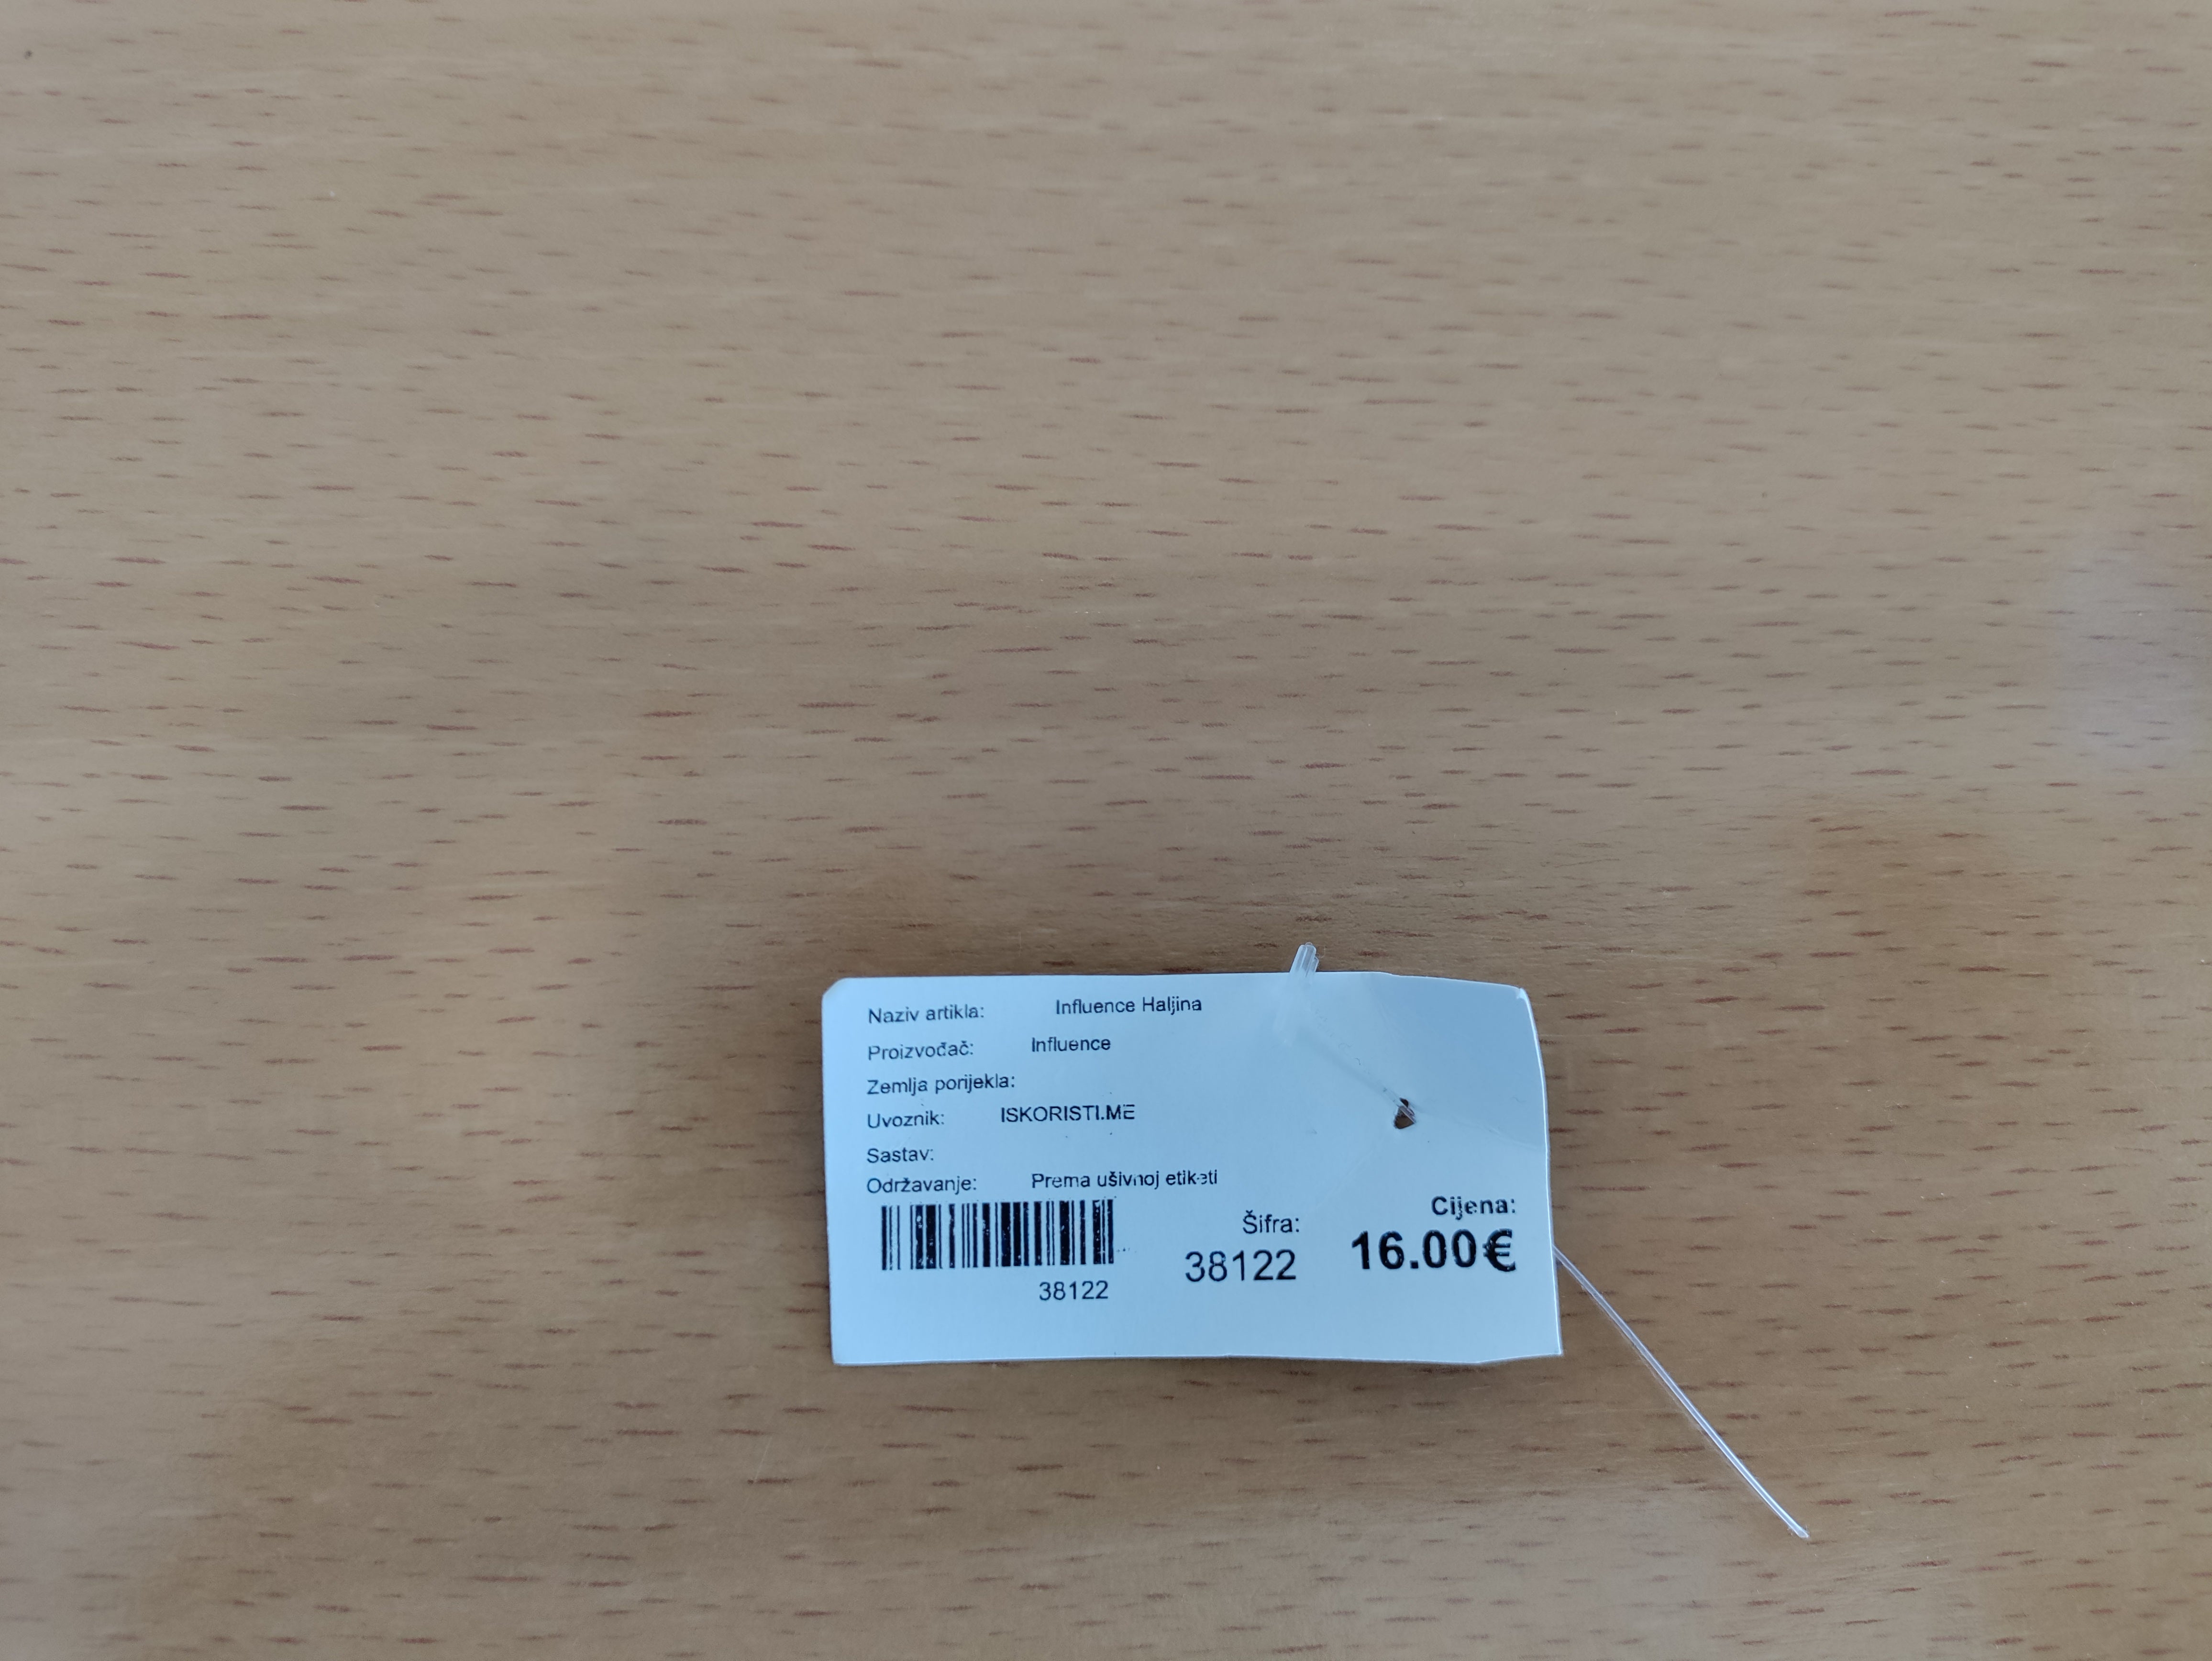 Naziv artikla: Influence Haljina
Proizvođač: Influence
Zemlja porijekla:
Uvoznik: ISKORISTI.ME
Sastav:
Održavanje: Prema ušivnoj etiketi
38122
Šifra:
38122
Cijena:
16.00€